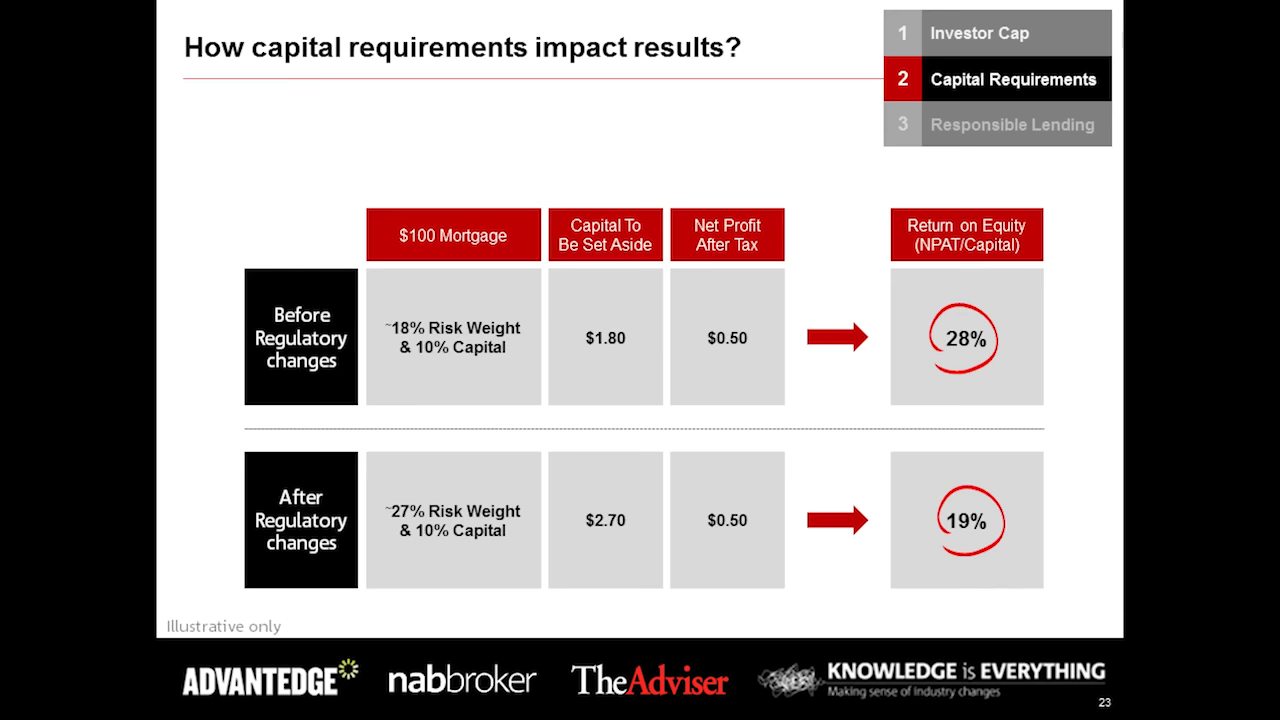 How capital requirements impact results?
1 Investor Cap
2 Capital Requirements
3 Responsible Lending
$100 Mortgage
Capital To
Be Set Aside
Net Profit
After Tax
Return on Equity
(NPAT/Capital)
Before
Regulatory
changes
~18% Risk Weight
& 10% Capital
$1.80
$0.50
28%
After
Regulatory
changes
~27% Risk Weight
& 10% Capital
$2.70
$0.50
19%
Illustrative only
ADVANTEDGE
nabbroker
TheAdviser
KNOWLEDGE is EVERYTHING
Making sense of industry changes
23